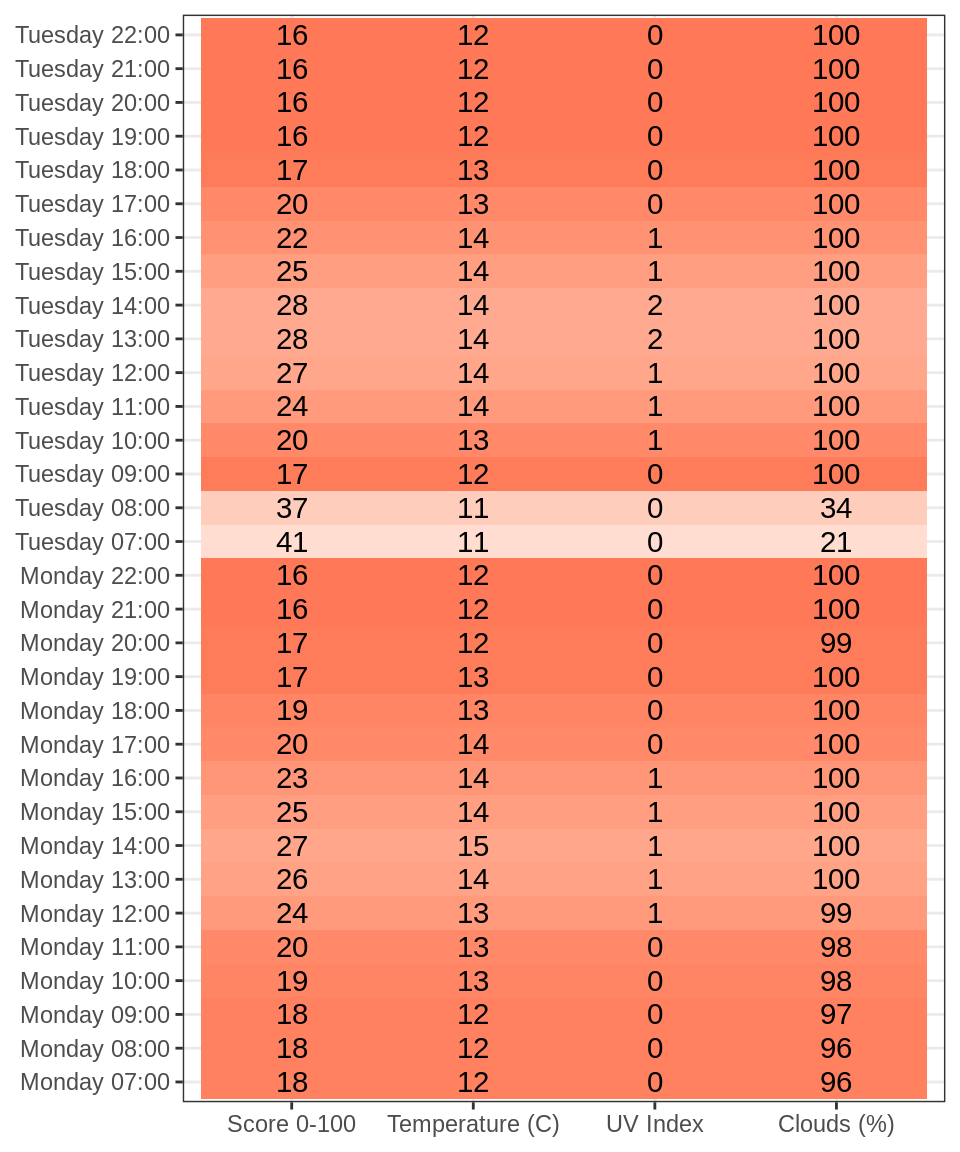 Tuesday 22:00 16 12 0 100
Tuesday 21:00 16 12 0 100
Tuesday 20:00 16 12 0 100
Tuesday 19:00 16 12 0 100
Tuesday 18:00 17 13 0 100
Tuesday 17:00 20 13 0 100
Tuesday 16:00 22 14 1 100
Tuesday 15:00 25 14 1 100
Tuesday 14:00 28 14 2 100
Tuesday 13:00 28 14 2 100
Tuesday 12:00 27 14 1 100
Tuesday 11:00 24 14 1 100
Tuesday 10:00 20 13 1 100
Tuesday 09:00 17 12 0 100
Tuesday 08:00 37 11 0 34
Tuesday 07:00 41 11 0 21
Monday 22:00 16 12 0 100
Monday 21:00 16 12 0 100
Monday 20:00 17 12 0 99
Monday 19:00 17 13 0 100
Monday 18:00 19 13 0 100
Monday 17:00 20 14 0 100
Monday 16:00 23 14 1 100
Monday 15:00 25 14 1 100
Monday 14:00 27 15 1 100
Monday 13:00 26 14 1 100
Monday 12:00 24 13 1 99
Monday 11:00 20 13 0 98
Monday 10:00 19 13 0 98
Monday 09:00 18 12 0 97
Monday 08:00 18 12 0 96
Monday 07:00 18 12 0 96
Score 0-100 Temperature (C) UV Index Clouds (%)